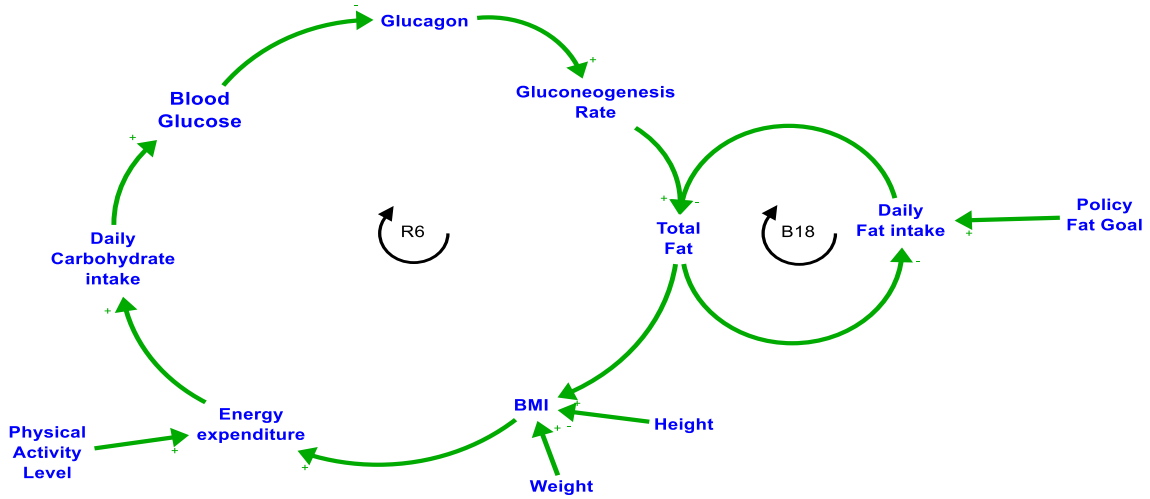 Glucagon
Gluconeogenesis
Rate
Blood
Glucose
Daily
Carbohydrate
intake
R6
Total
Fat
B18
Daily
Fat intake
Policy
Fat Goal
Energy
expenditure
Physical
Activity
Level
BMI
Height
Weight
-
+
+
+
-
+
-
+
+
-
+
+
+